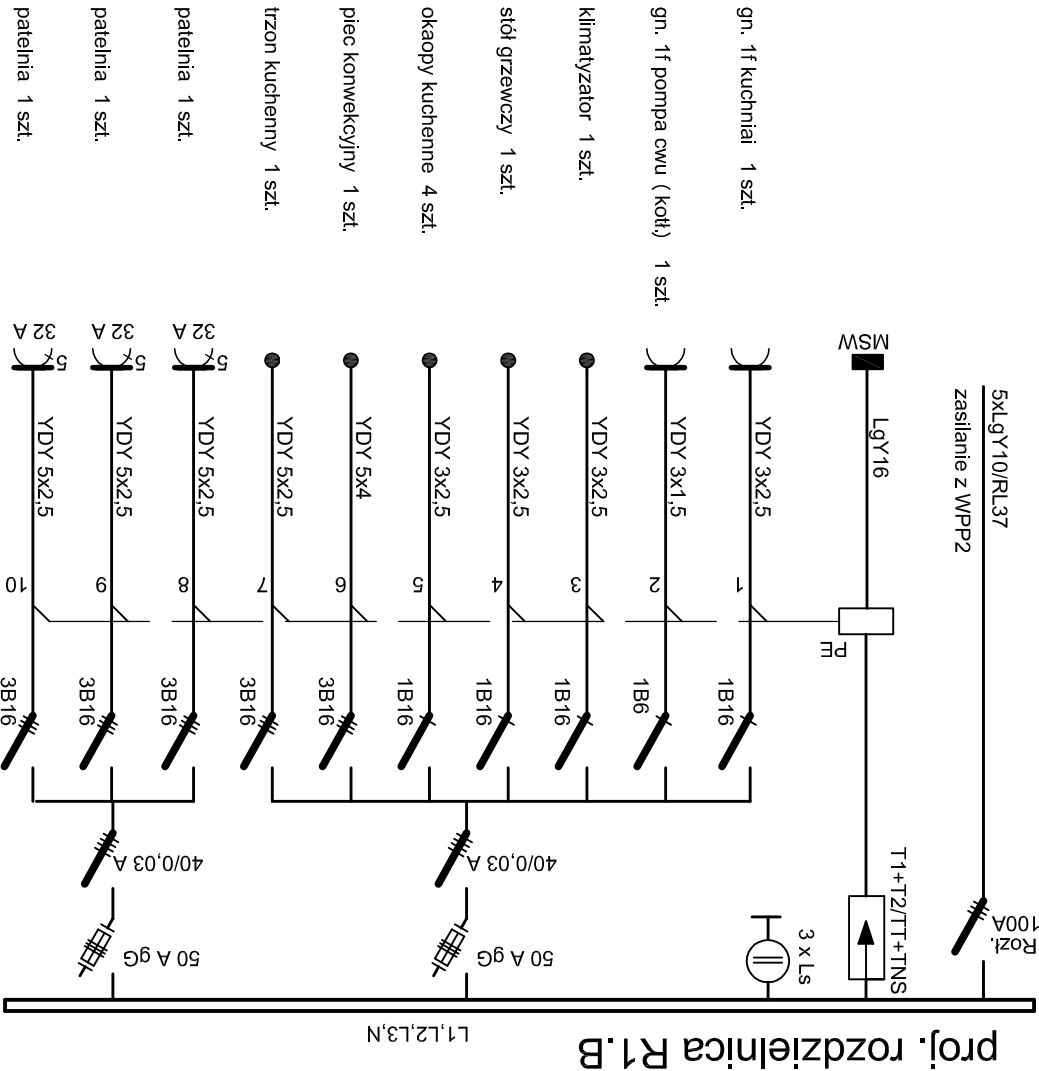 proj. rozdzielnica R1.B
L1,L2,L3,N
Rozł.
100A
5xLgY10/RL37
zasilanie z WPP2
T1+T2/TT+TNS
PE
LgY16
MSW
3 x Ls
50 A gG
40/0,03 A
50 A gG
40/0,03 A
1B16
1
YDY 3x2,5
gn. 1f kuchniai 1 szt.
1B6
2
YDY 3x1,5
gn. 1f pompa cwu ( kotł,) 1 szt.
1B16
3
klimatyzator 1 szt.
1B16
4
YDY 3x2,5
stół grzewczy 1 szt.
1B16
5
YDY 3x2,5
okaopy kuchenne 4 szt.
3B16
6
YDY 5x4
piec konwekcyjny 1 szt.
3B16
7
YDY 5x2,5
trzon kuchenny 1 szt.
3B16
8
YDY 5x2,5
5
32 A
patelnia 1 szt.
3B16
9
YDY 5x2,5
5
32 A
patelnia 1 szt.
3B16
10
YDY 5x2,5
5
32 A
patelnia 1 szt.